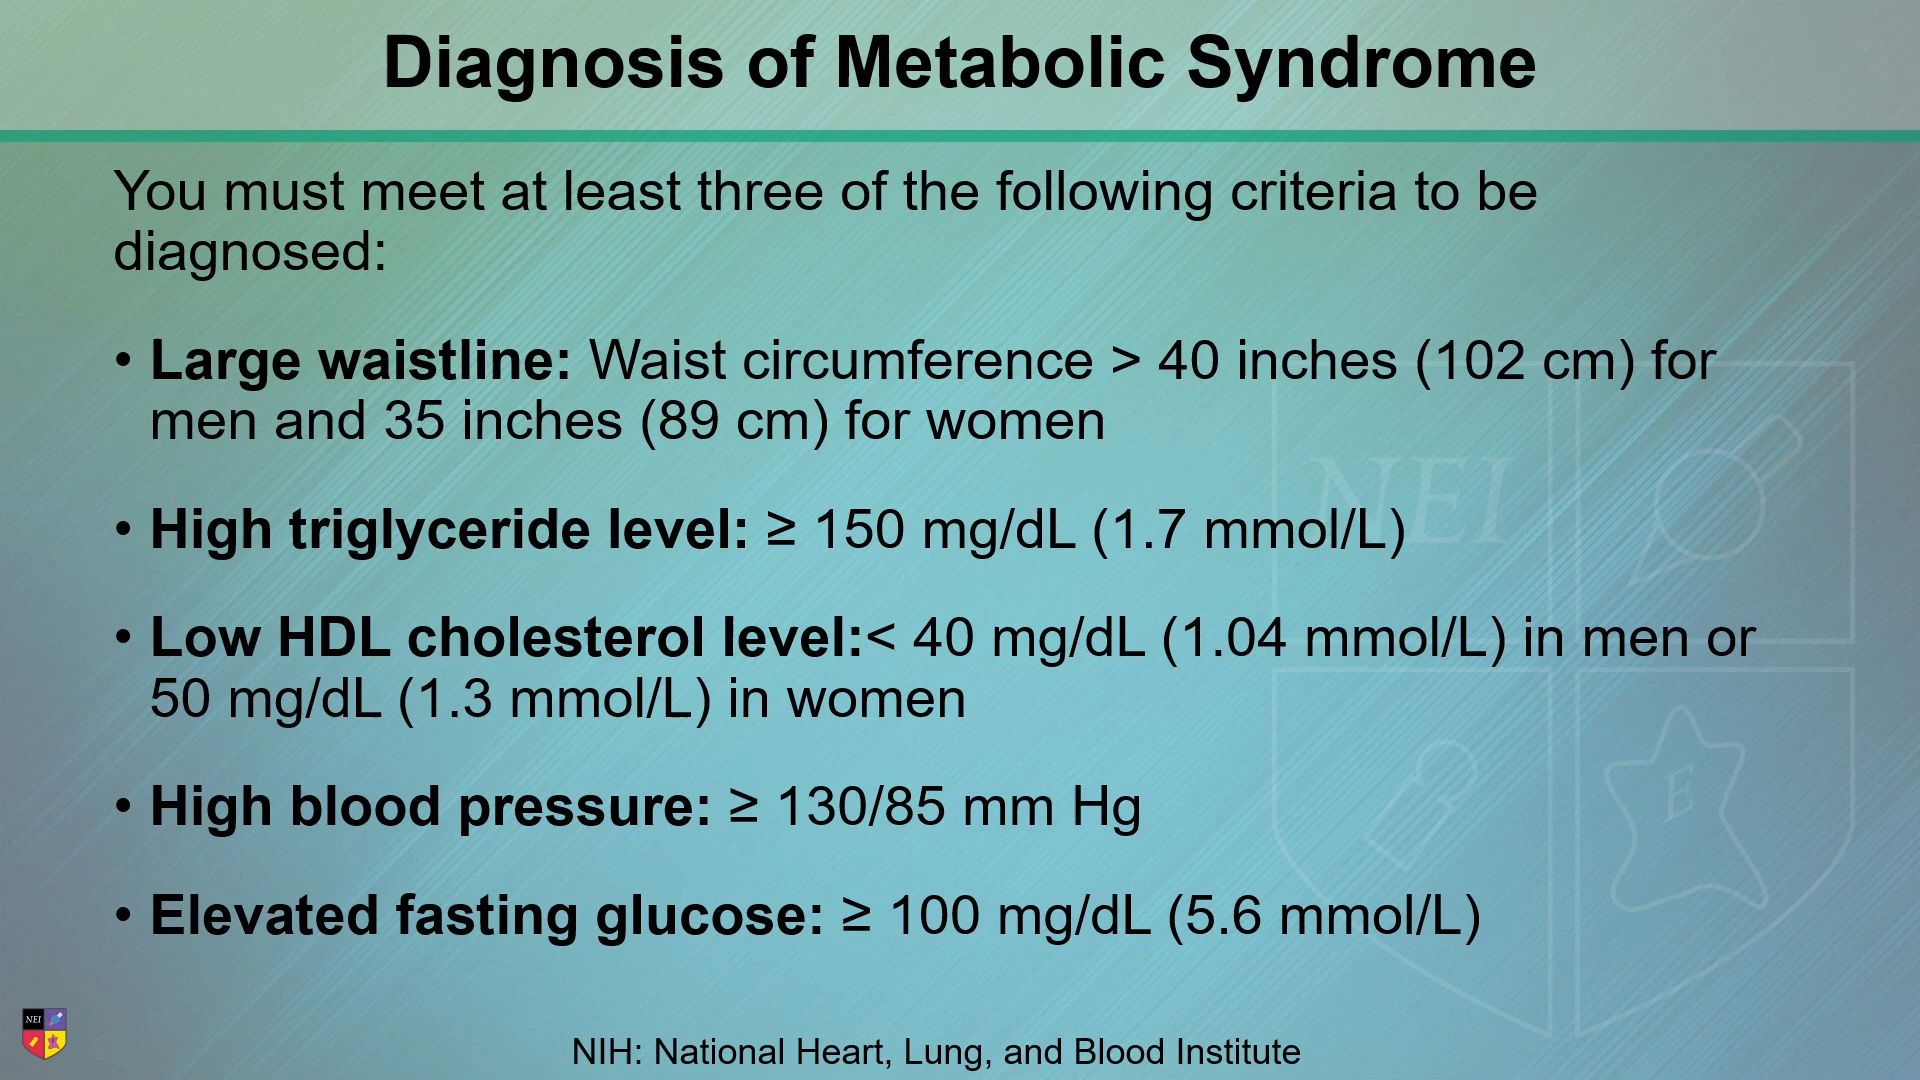 Diagnosis of Metabolic Syndrome
You must meet at least three of the following criteria to be
diagnosed:
• Large waistline: Waist circumference > 40 inches (102 cm) for
men and 35 inches (89 cm) for women
• High triglyceride level: ≥ 150 mg/dL (1.7 mmol/L)
NEI
• Low HDL cholesterol level:< 40 mg/dL (1.04 mmol/L) in men or
50 mg/dL (1.3 mmol/L) in women
• High blood pressure: ≥ 130/85 mm Hg
E
• Elevated fasting glucose: ≥ 100 mg/dL (5.6 mmol/L)
NEI
NIH: National Heart, Lung, and Blood Institute